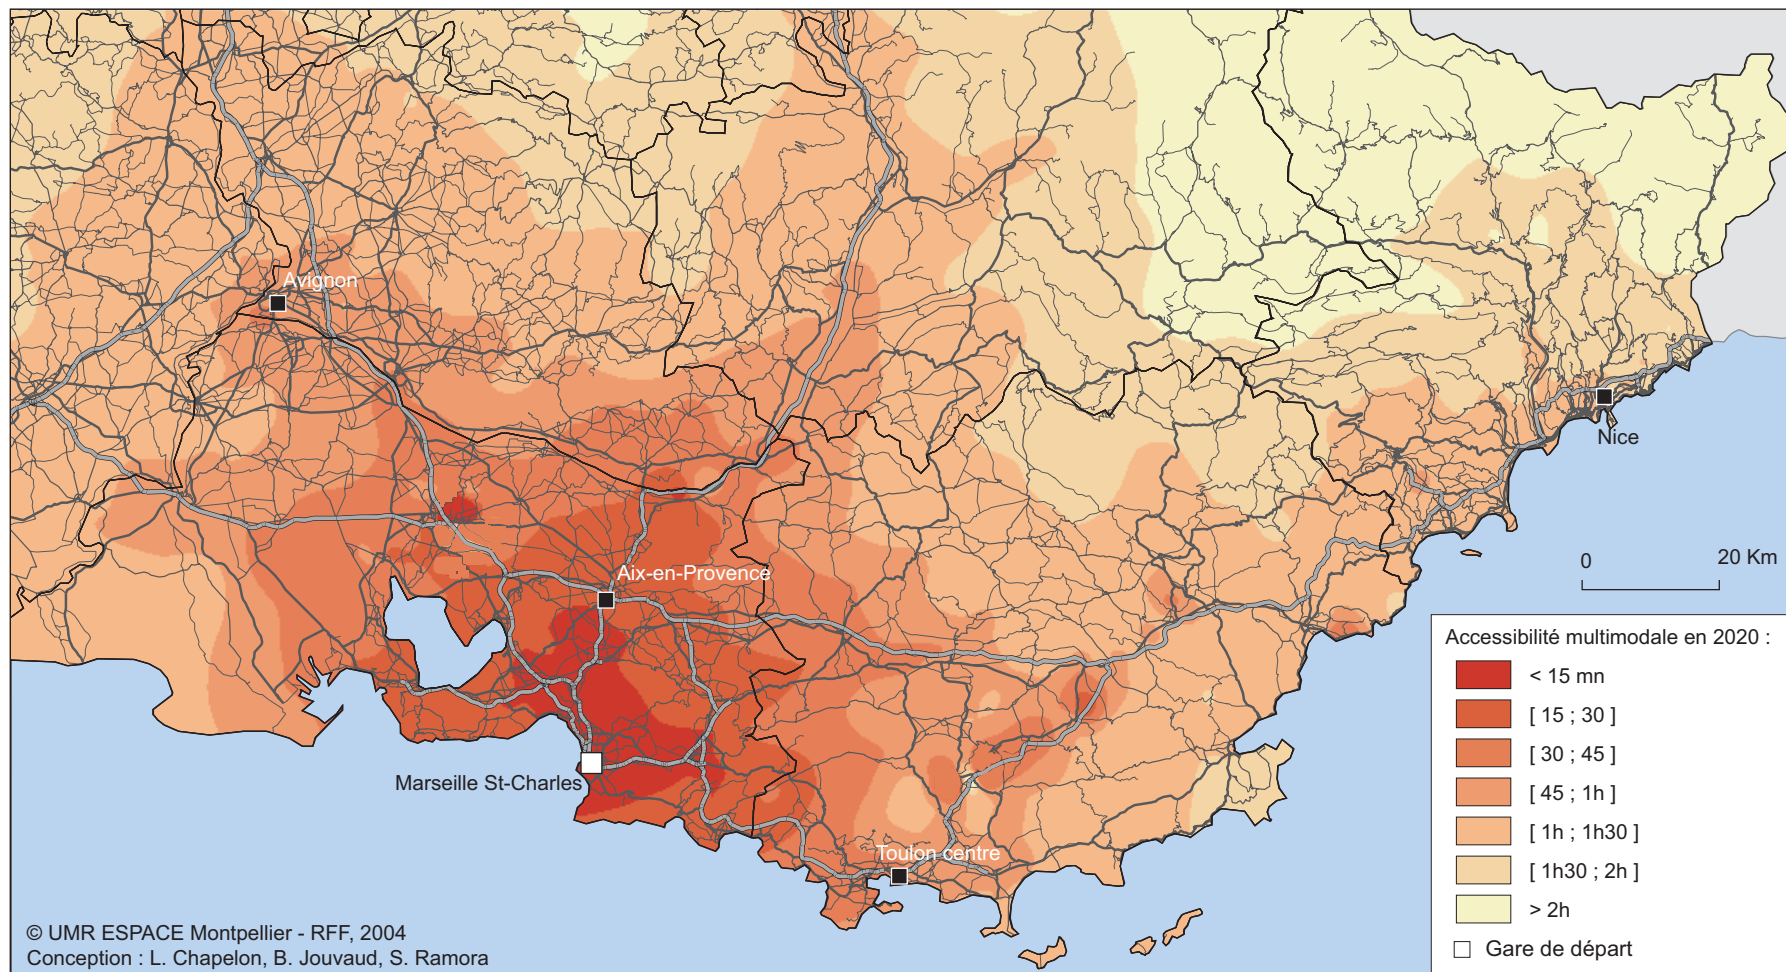 Avignon
Nice
0 20 Km
Aix-en-Provence
Marseille St-Charles
Toulon centre
Accessibilité multimodale en 2020 :
< 15 mn
[ 15 ; 30 ]
[ 30 ; 45 ]
[ 45 ; 1h ]
[ 1h ; 1h30 ]
[ 1h30 ; 2h ]
> 2h
Gare de départ
© UMR ESPACE Montpellier - RFF, 2004
Conception : L. Chapelon, B. Jouvaud, S. Ramora